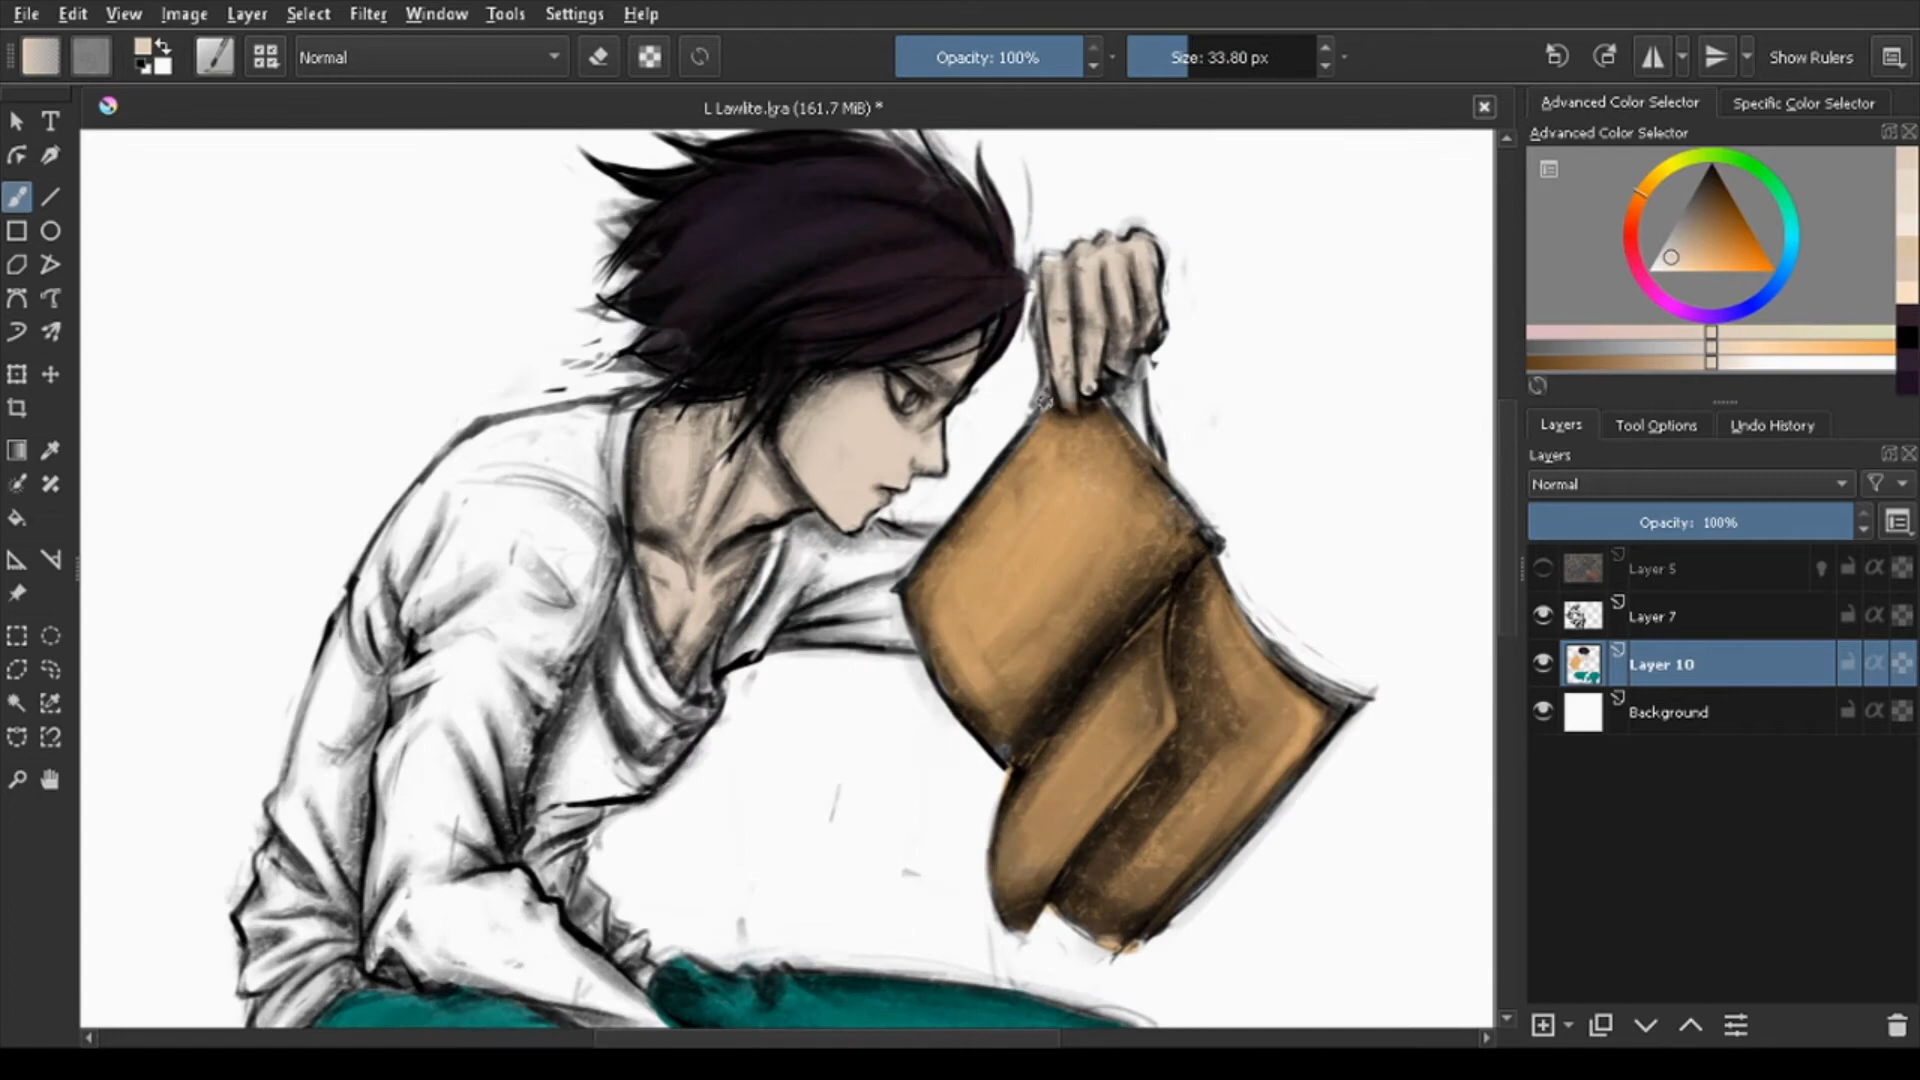 File Edit View Image Layer Select Filter Window Tools Settings Help
Normal Opacity: 100% Size: 33.80 px Show Rulers
L Lawlite.kra (161.7 MiB) *
Advanced Color Selector Specific Color Selector
Advanced Color Selector
Layers Tool Options Undo History
Layers
Normal
Opacity: 100%
Layer 5
Layer 7
Layer 10
Background